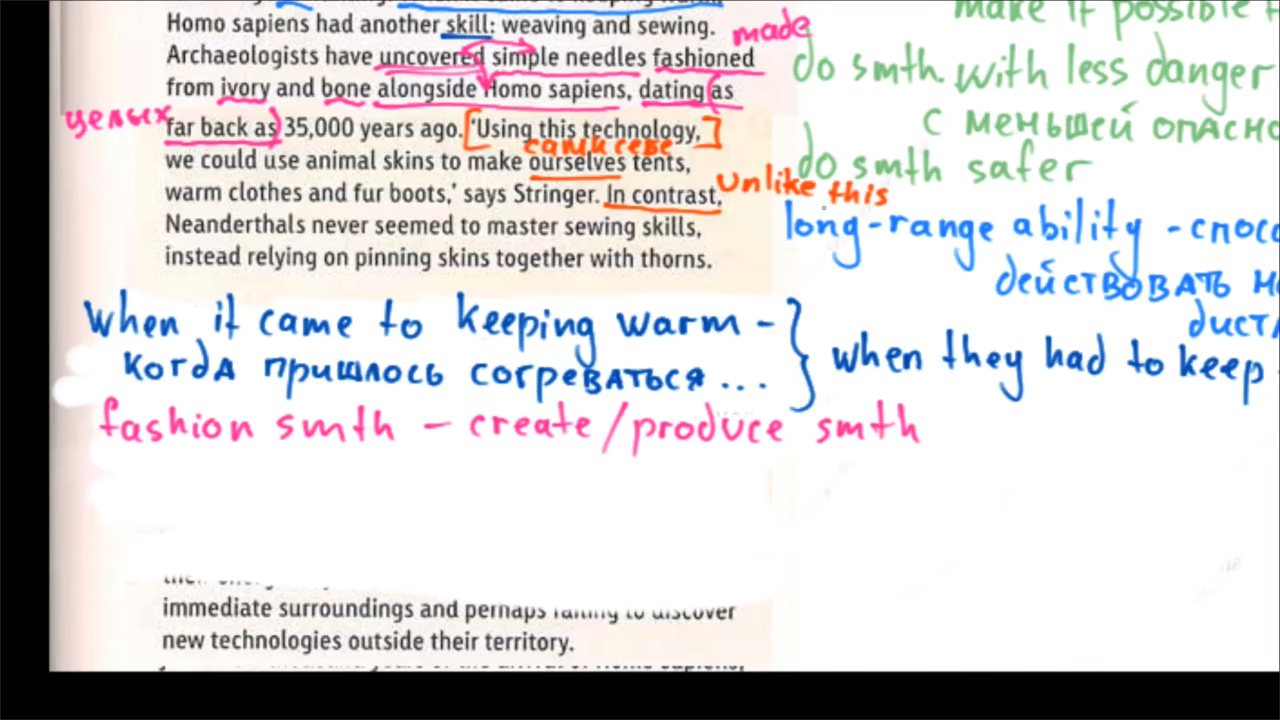 Homo sapiens had another skill: weaving and sewing.
made
Archaeologists have uncovered simple needles fashioned
from ivory and bone alongside Homo sapiens, dating as
целых
far back as 35,000 years ago. 'Using this technology,
сами себе
we could use animal skins to make ourselves tents,
warm clothes and fur boots,' says Stringer. In contrast,
Unlike this
Neanderthals never seemed to master sewing skills,
instead relying on pinning skins together with thorns.
make it possible
do smth with less danger
с меньшей
do smth safer
long-range ability -
действовать
when it came to keeping warm -
когда пришлось согреваться...
when they had to keep
fashion smth - create/produce smth
immediate surroundings and perhaps failing to discover
new technologies outside their territory.